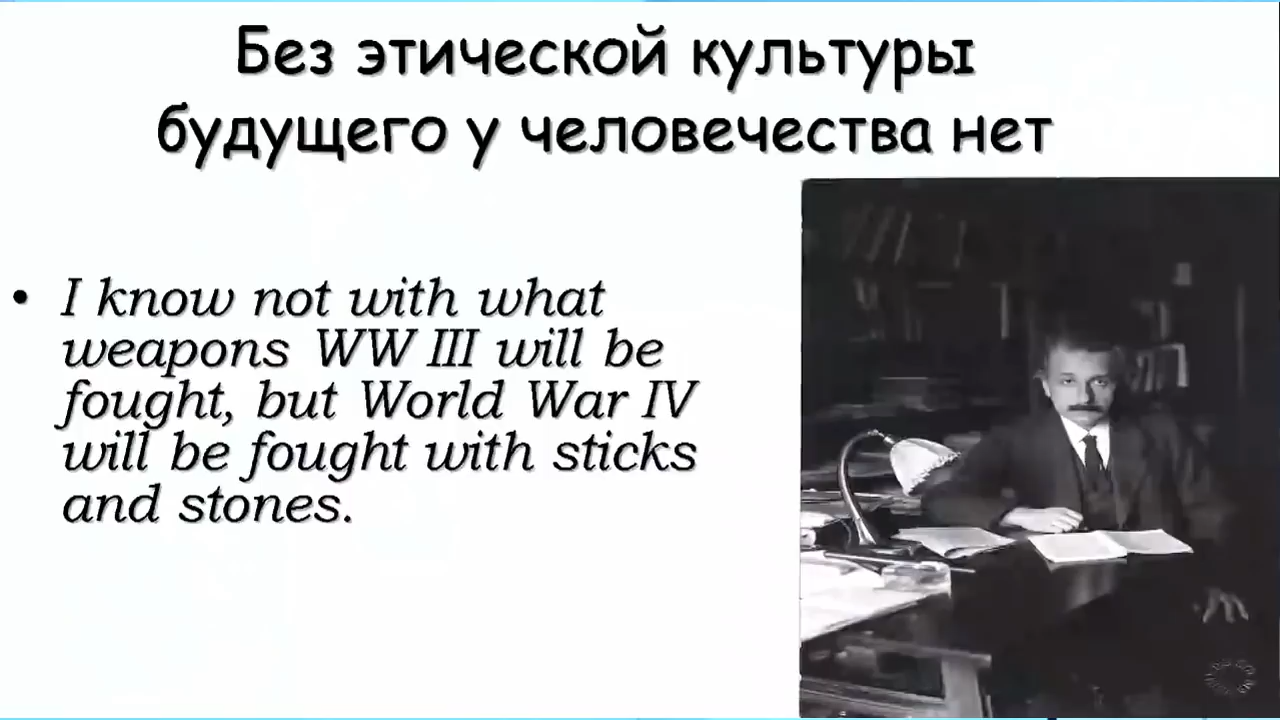 Без этической культуры
будущего у человечества нет
• I know not with what
weapons WW III will be
fought, but World War IV
will be fought with sticks
and stones.